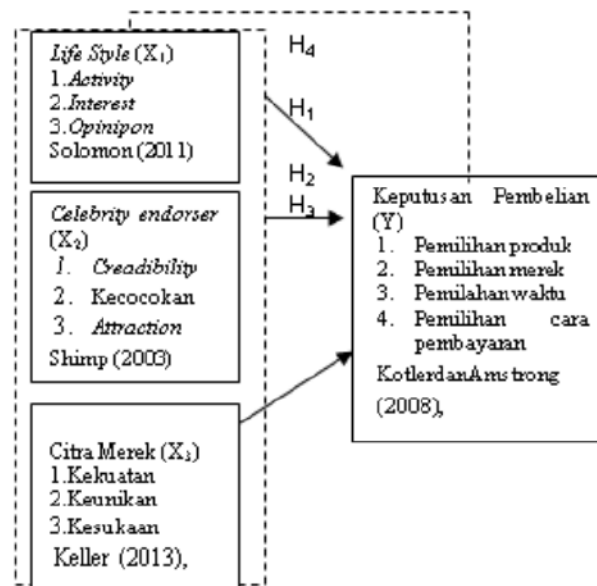 Life Style (X₁)
1.Activity
2.Interest
3.Opinipon
Solomon (2011)
Celebrity endorser
(X₂)
1. Creadibility
2. Kecocokan
3. Attraction
Shimp (2003)
Citra Merek (X₃)
1.Kekuatan
2.Keunikan
3.Kesukaan
Keller (2013),
H₄
H₁
H₂
H₃
Keputusan Pembelian
(Y)
1. Pemilihan produk
2. Pemilihan merek
3. Pemilahan waktu
4. Pemilihan cara
pembayaran
KotlerdanAmstrong
(2008),